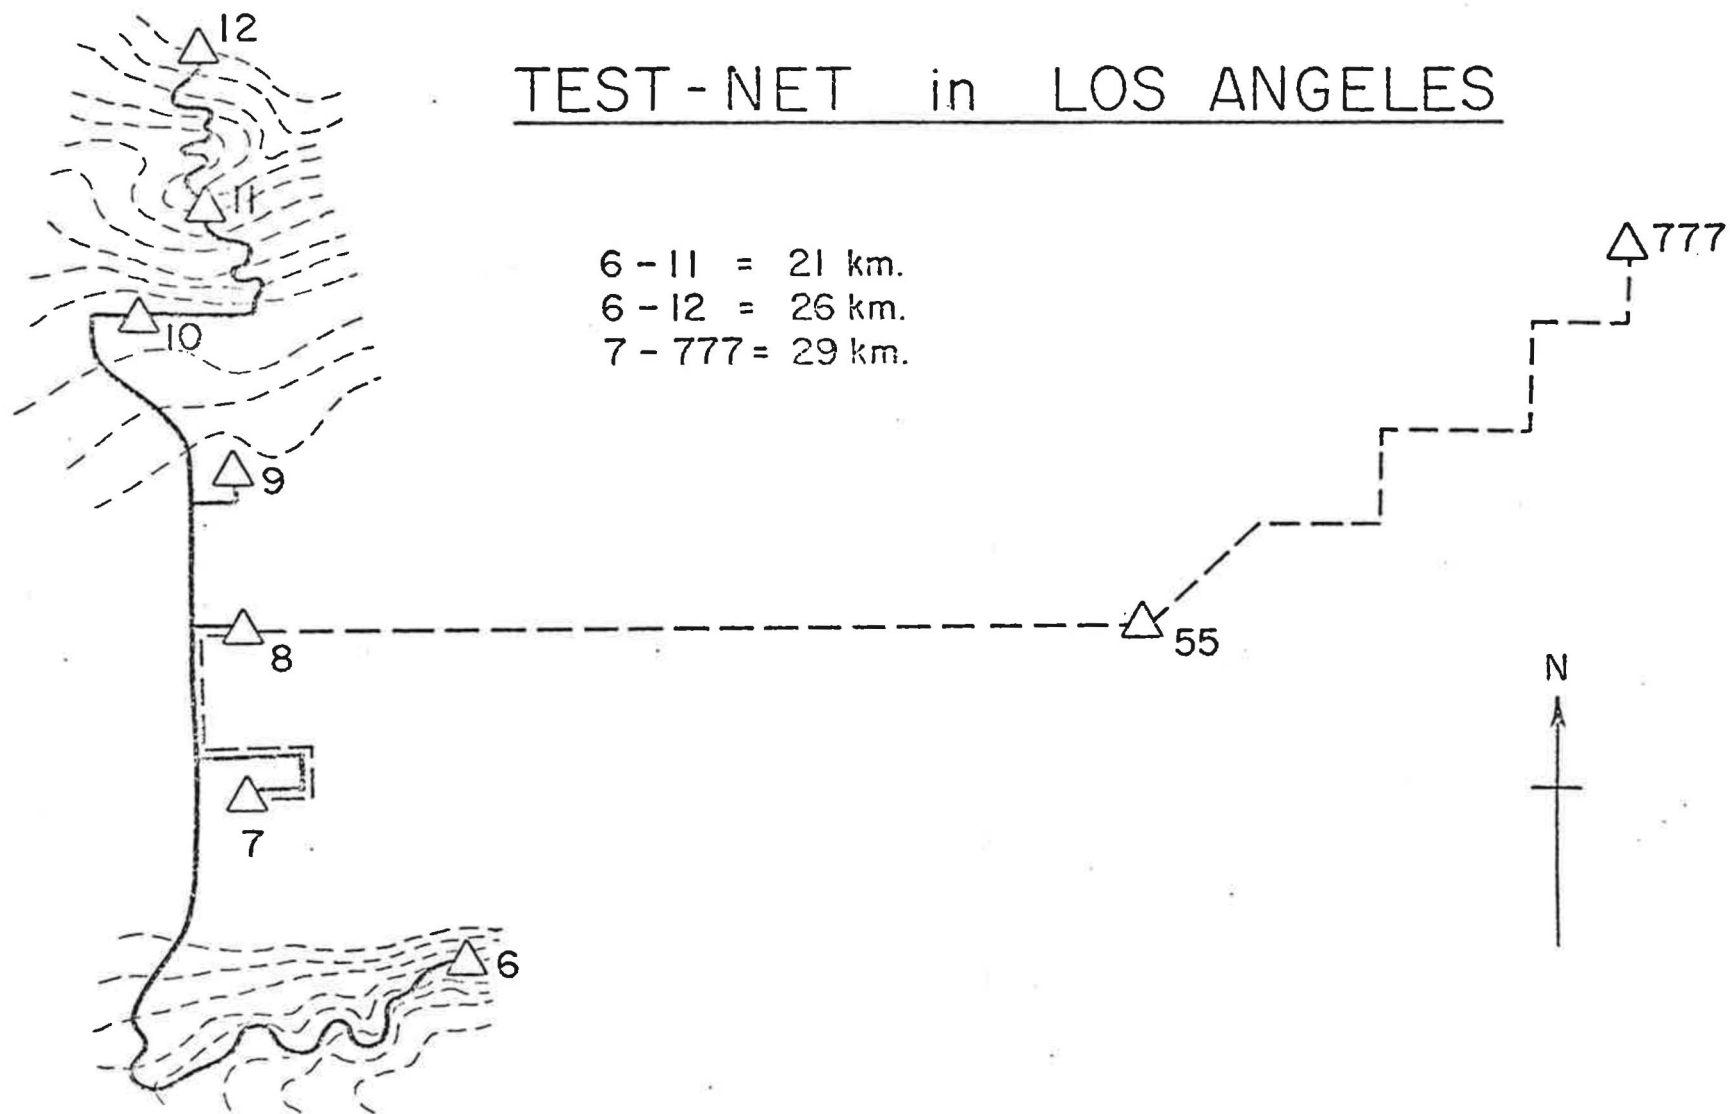 TEST-NET in LOS ANGELES
12
11
777
6-11 = 21 km.
6-12 = 26 km.
7-777 = 29 km.
10
9
8
55
N
7
6